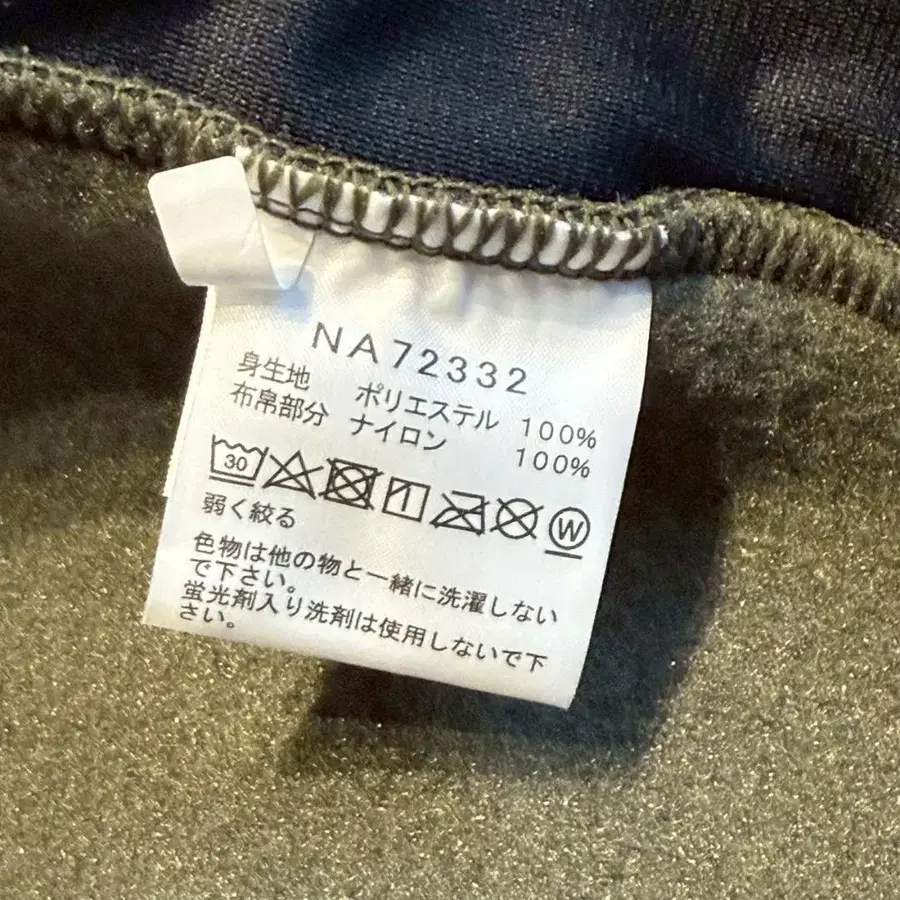 NA72332
身生地 ポリエステル 100%
布帛部分 ナイロン 100%
30 W
弱く絞る
色物は他の物と一緒に洗濯しない
で下さい。
蛍光剤入り洗剤は使用しないで下
さい。